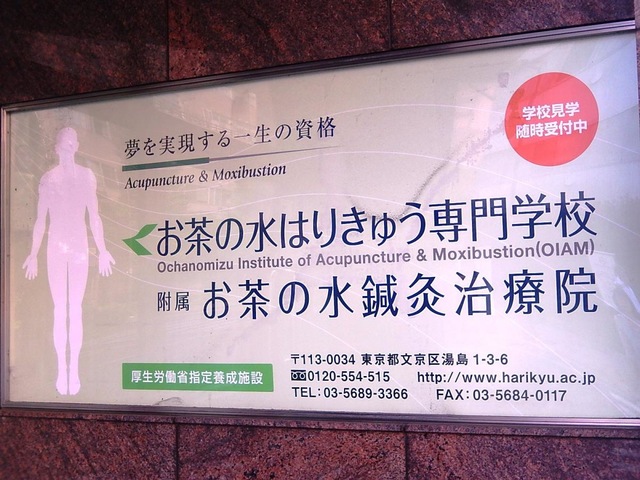 学校見学
随時受付中
夢を実現する一生の資格
Acupuncture & Moxibustion
お茶の水はりきゅう専門学校
Ochanomizu Institute of Acupuncture & Moxibustion(OIAM)
附属 お茶の水鍼灸治療院
厚生労働省指定養成施設
〒113-0034 東京都文京区湯島 1-3-6
0120-554-515 http://www.harikyu.ac.jp
TEL:03-5689-3366 FAX:03-5684-0117